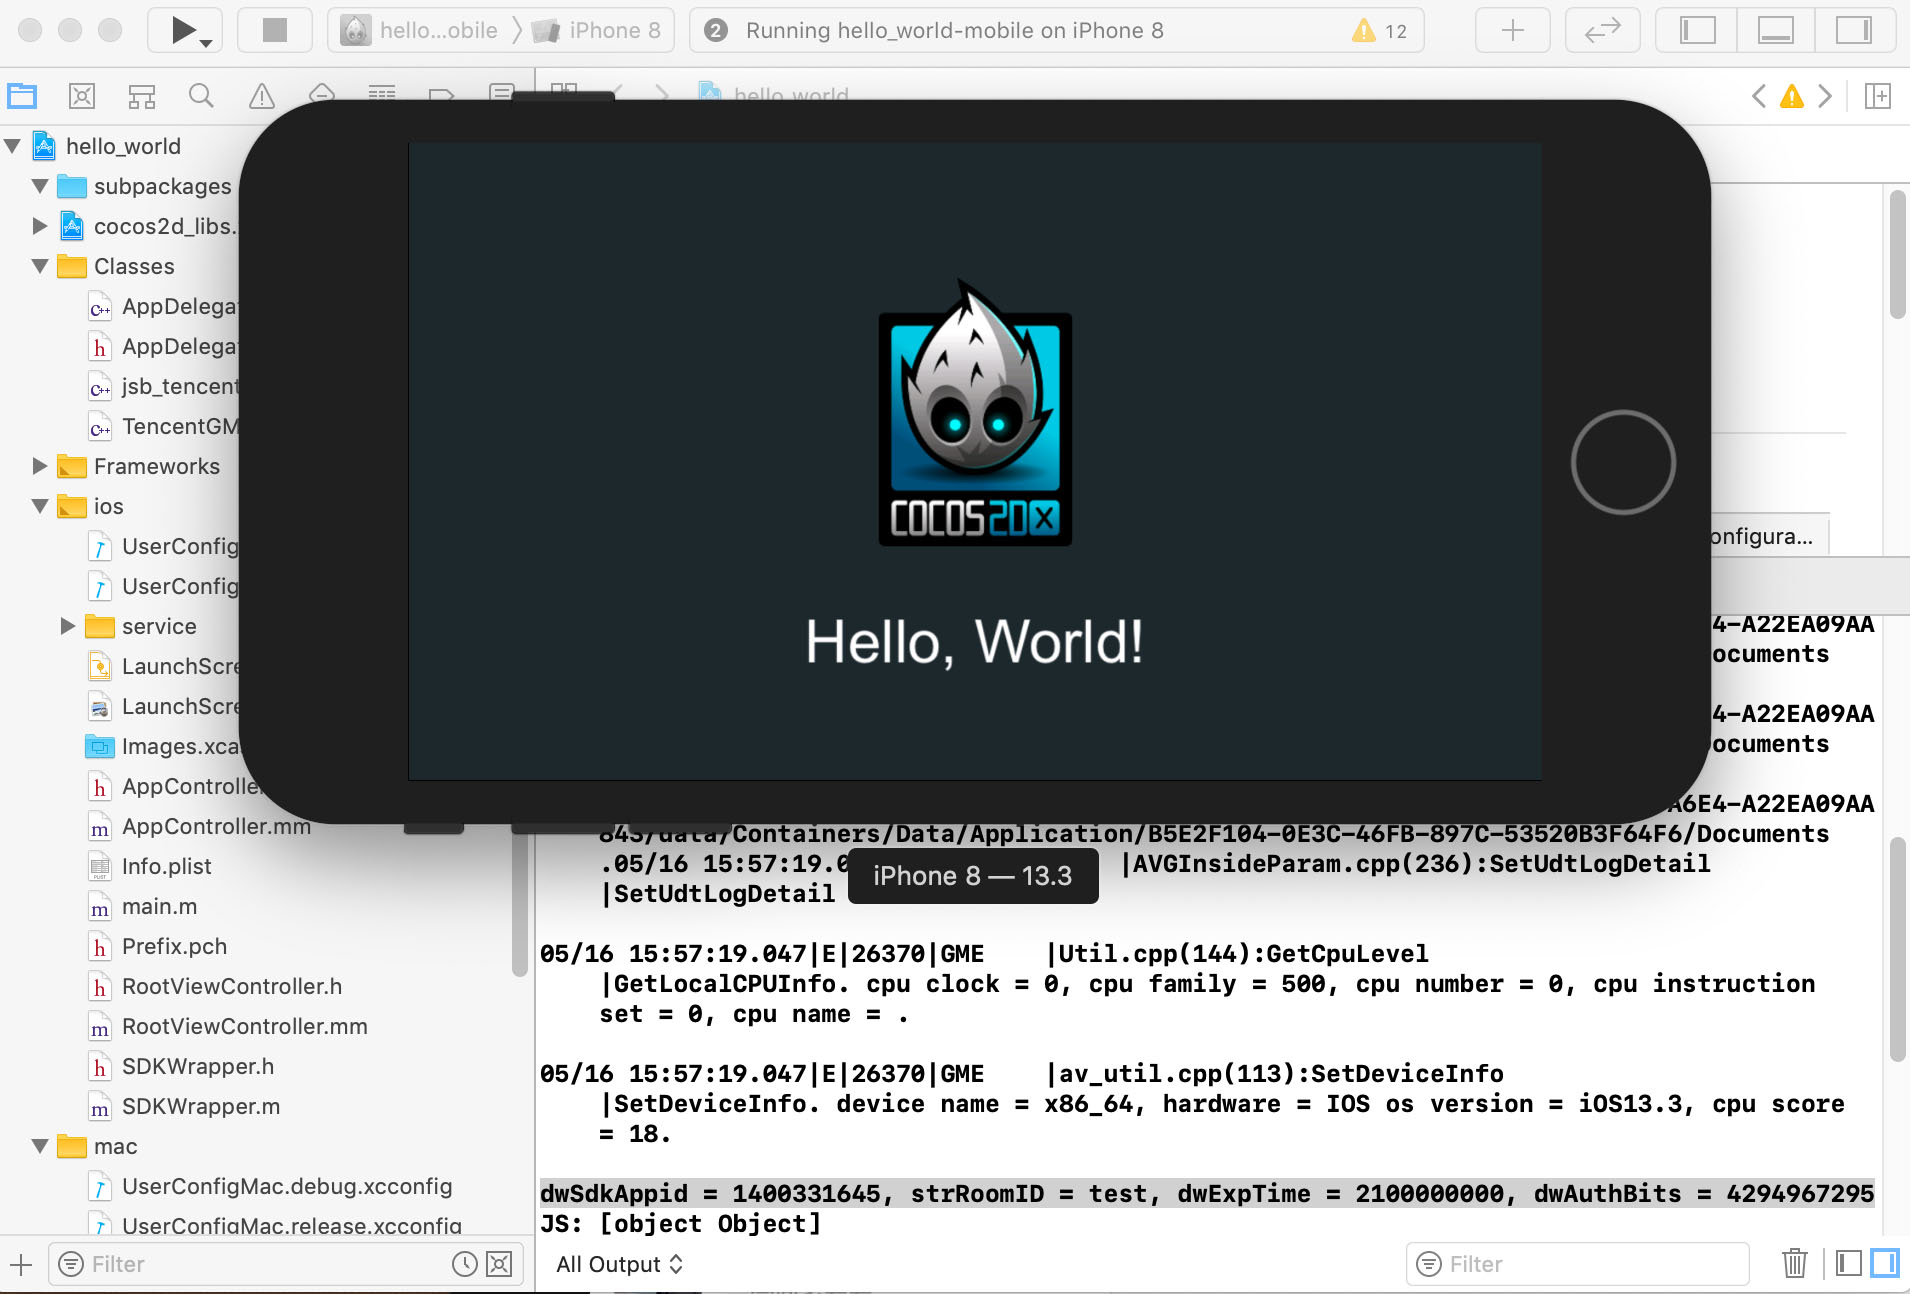 hello...obile
iPhone 8
2
Running hello_world-mobile on iPhone 8
12
hello_world
hello_world
subpackages
cocos2d_libs.
Classes
C++ AppDelega
h AppDelega
C++ jsb_tencent
C++ TencentGM
Frameworks
ios
UserConfig
UserConfig
service
LaunchScre
LaunchScre
Images.xca
h AppController.
m AppController.mm
PLIST Info.plist
m main.m
h Prefix.pch
h RootViewController.h
m RootViewController.mm
h SDKWrapper.h
m SDKWrapper.m
mac
UserConfigMac.debug.xcconfig
UserConfigMac.release.xcconfig
Filter
COCOS2DX
Hello, World!
iPhone 8 — 13.3
onfigura...
4-A22EA09AA
ocuments
4-A22EA09AA
ocuments
A6E4-A22EA09AA
843/data/Containers/Data/Application/B5E2F104-0E3C-46FB-897C-53520B3F64F6/Documents
.05/16 15:57:19.0 |AVGInsideParam.cpp(236):SetUdtLogDetail
|SetUdtLogDetail
05/16 15:57:19.047|E|26370|GME |Util.cpp(144):GetCpuLevel
|GetLocalCPUInfo. cpu clock = 0, cpu family = 500, cpu number = 0, cpu instruction
set = 0, cpu name = .
05/16 15:57:19.047|E|26370|GME |av_util.cpp(113):SetDeviceInfo
|SetDeviceInfo. device name = x86_64, hardware = IOS os version = iOS13.3, cpu score
= 18.
dwSdkAppid = 1400331645, strRoomID = test, dwExpTime = 2100000000, dwAuthBits = 4294967295
JS: [object Object]
All Output
Filter